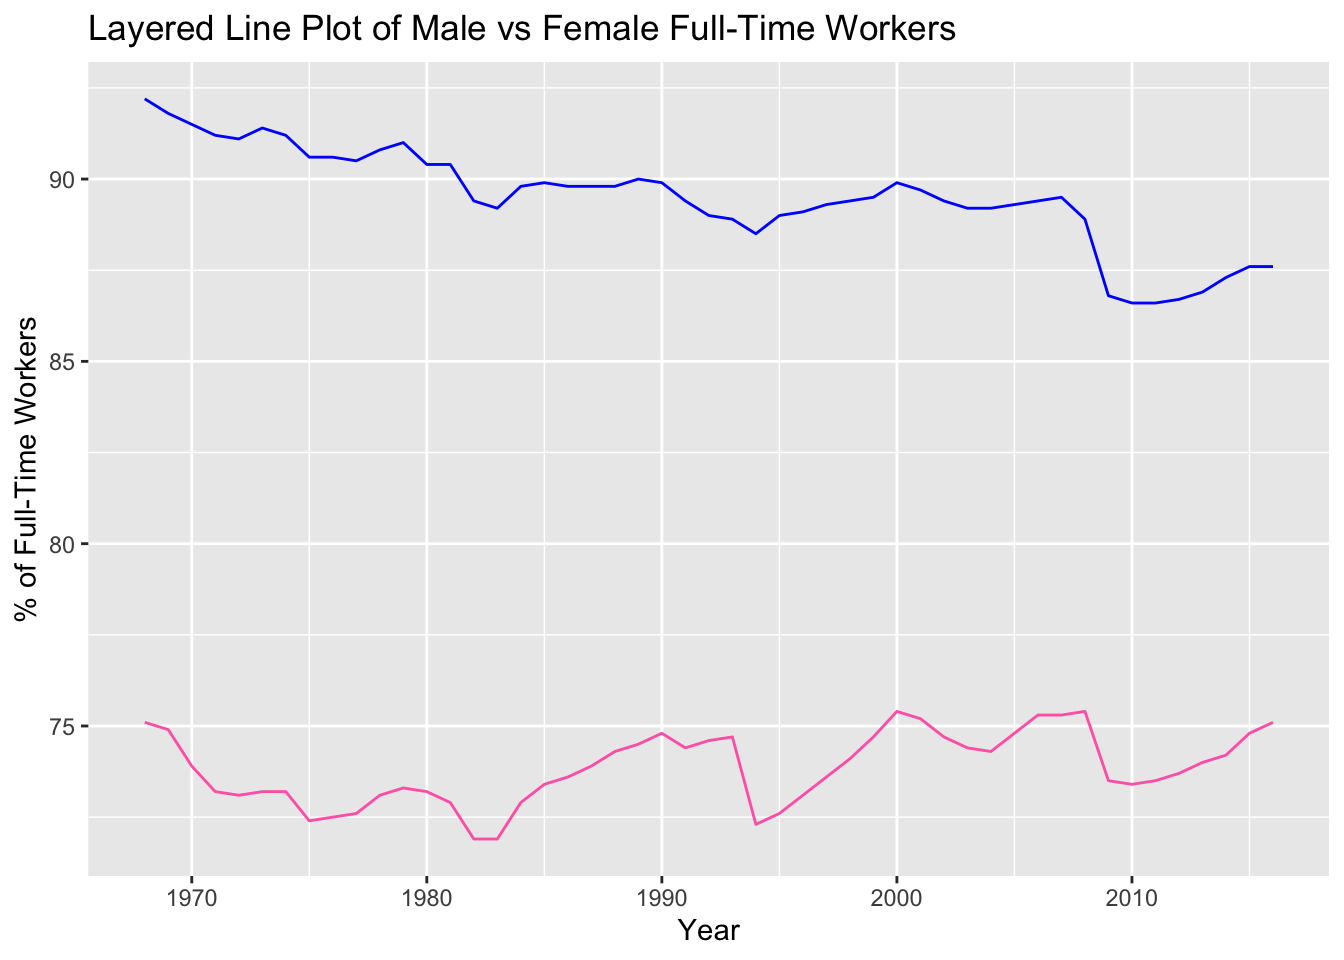 Layered Line Plot of Male vs Female Full-Time Workers
% of Full-Time Workers
90
85
80
75
1970 1980 1990 2000 2010
Year